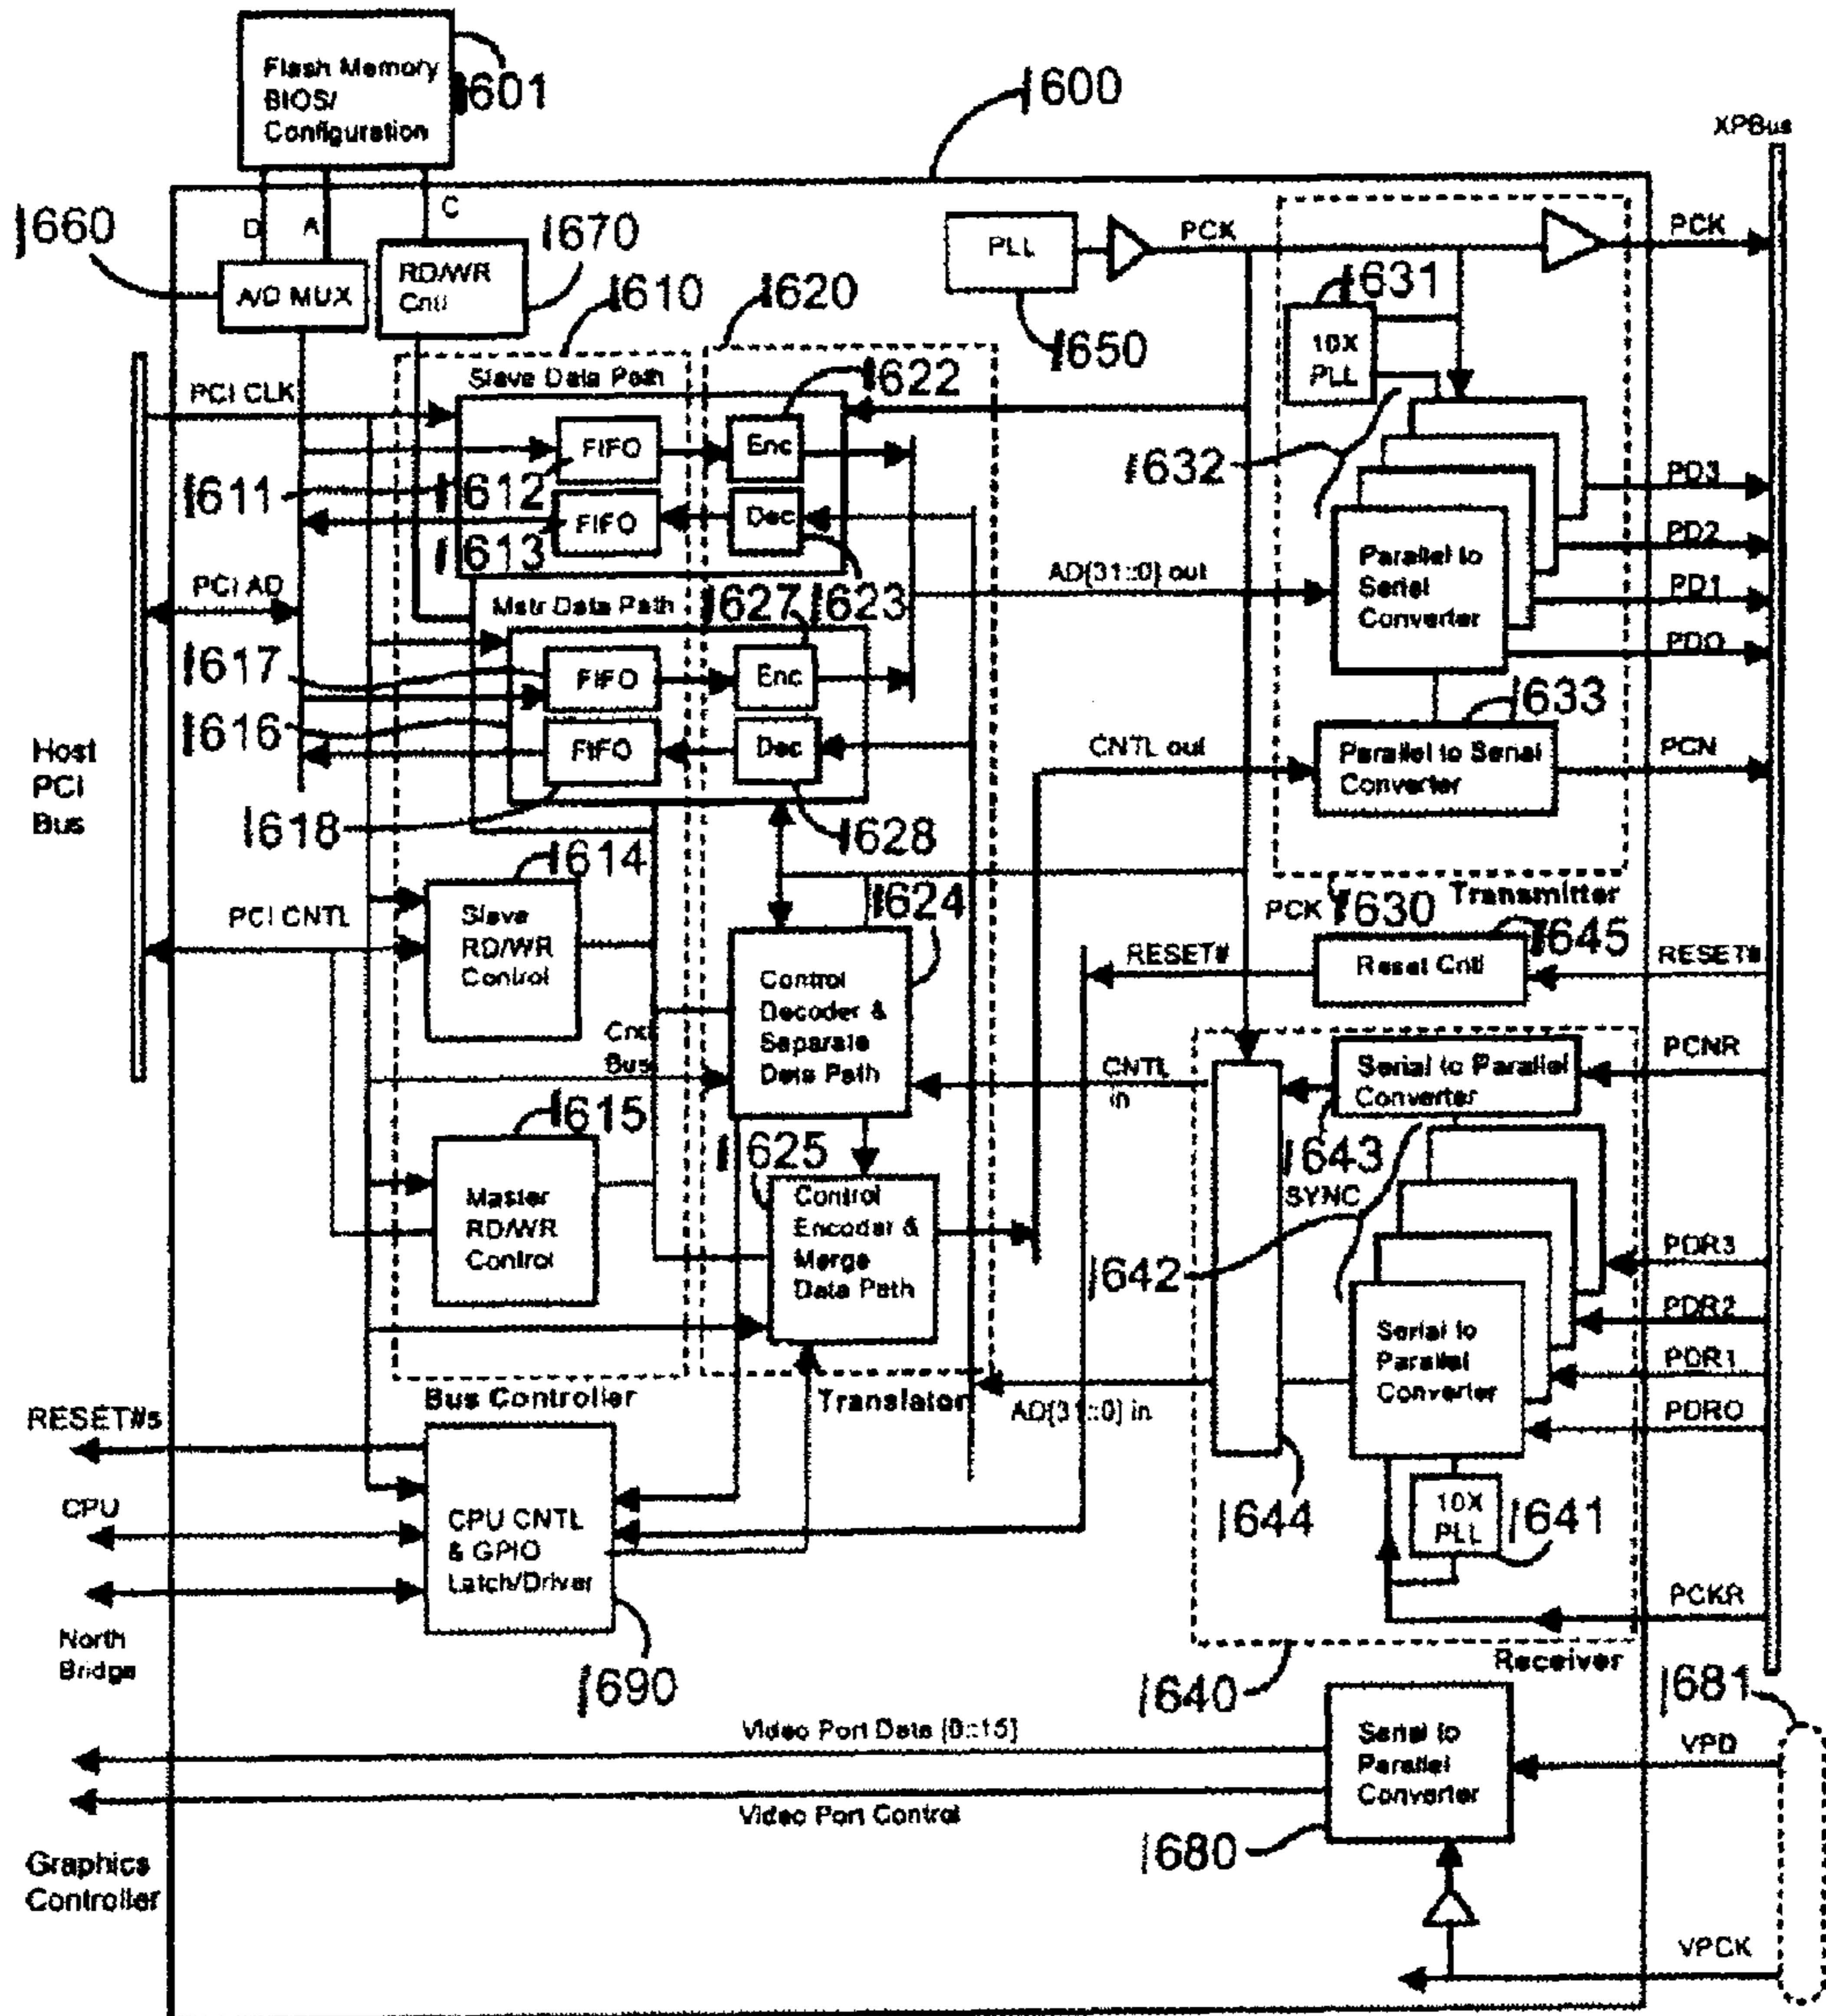 Flash Memory
BIOS/
Configuration
1601
1600
XPBus
D
A
C
1660
A/D MUX
RD/WR
Cntl
1670
1610
1620
PLL
1650
PCK
PCK
1631
10X
PLL
PCI CLK
Slave Data Path
1622
FIFO
Enc
1632
1611
1612
FIFO
Dec
1613
PD3
PD2
PD1
PD0
Parallel to
Serial
Converter
AD[31::0] out
PCI AD
Mstr Data Path
1627
1623
1617
FIFO
Enc
1616
FIFO
Dec
1633
Parallel to Serial
Converter
CNTL out
PCN
Host
PCI
Bus
1618
1628
1614
1624
PCK
1630
Transmitter
1645
PCI CNTL
Slave
RD/WR
Control
RESET#
Reset Cntl
RESET#
Control
Decoder &
Separate
Data Path
Cntl
Bus
CNTL
in
Serial to Parallel
Converter
PCNR
1615
1625
1643
SYNC
Master
RD/WR
Control
Control
Encoder &
Merge
Data Path
1642
PDR3
PDR2
PDR1
PDR0
Serial to
Parallel
Converter
Bus Controller
Translator
AD[31::0] in
RESET#s
CPU
CPU CNTL
& GPIO
Latch/Driver
1644
10X
PLL
1641
PCKR
North
Bridge
1690
1640
Receiver
1681
Video Port Data [0::15]
Serial to
Parallel
Converter
VPD
Video Port Control
1680
Graphics
Controller
VPCK